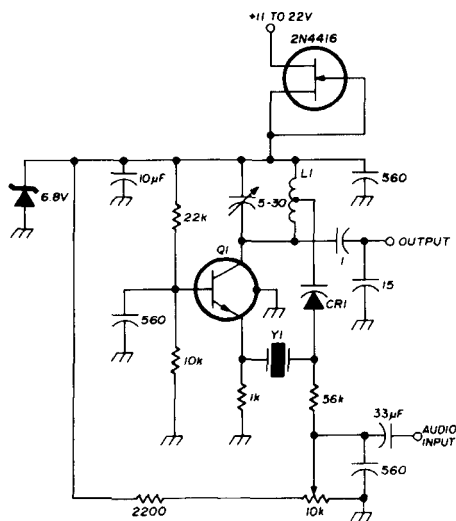 +11 TO 22V
2N4416
6.8V
10µF
22k
5-30
L1
560
Q1
1
OUTPUT
15
CR1
560
10k
1k
Y1
56k
33µF
AUDIO
INPUT
560
2200
10k